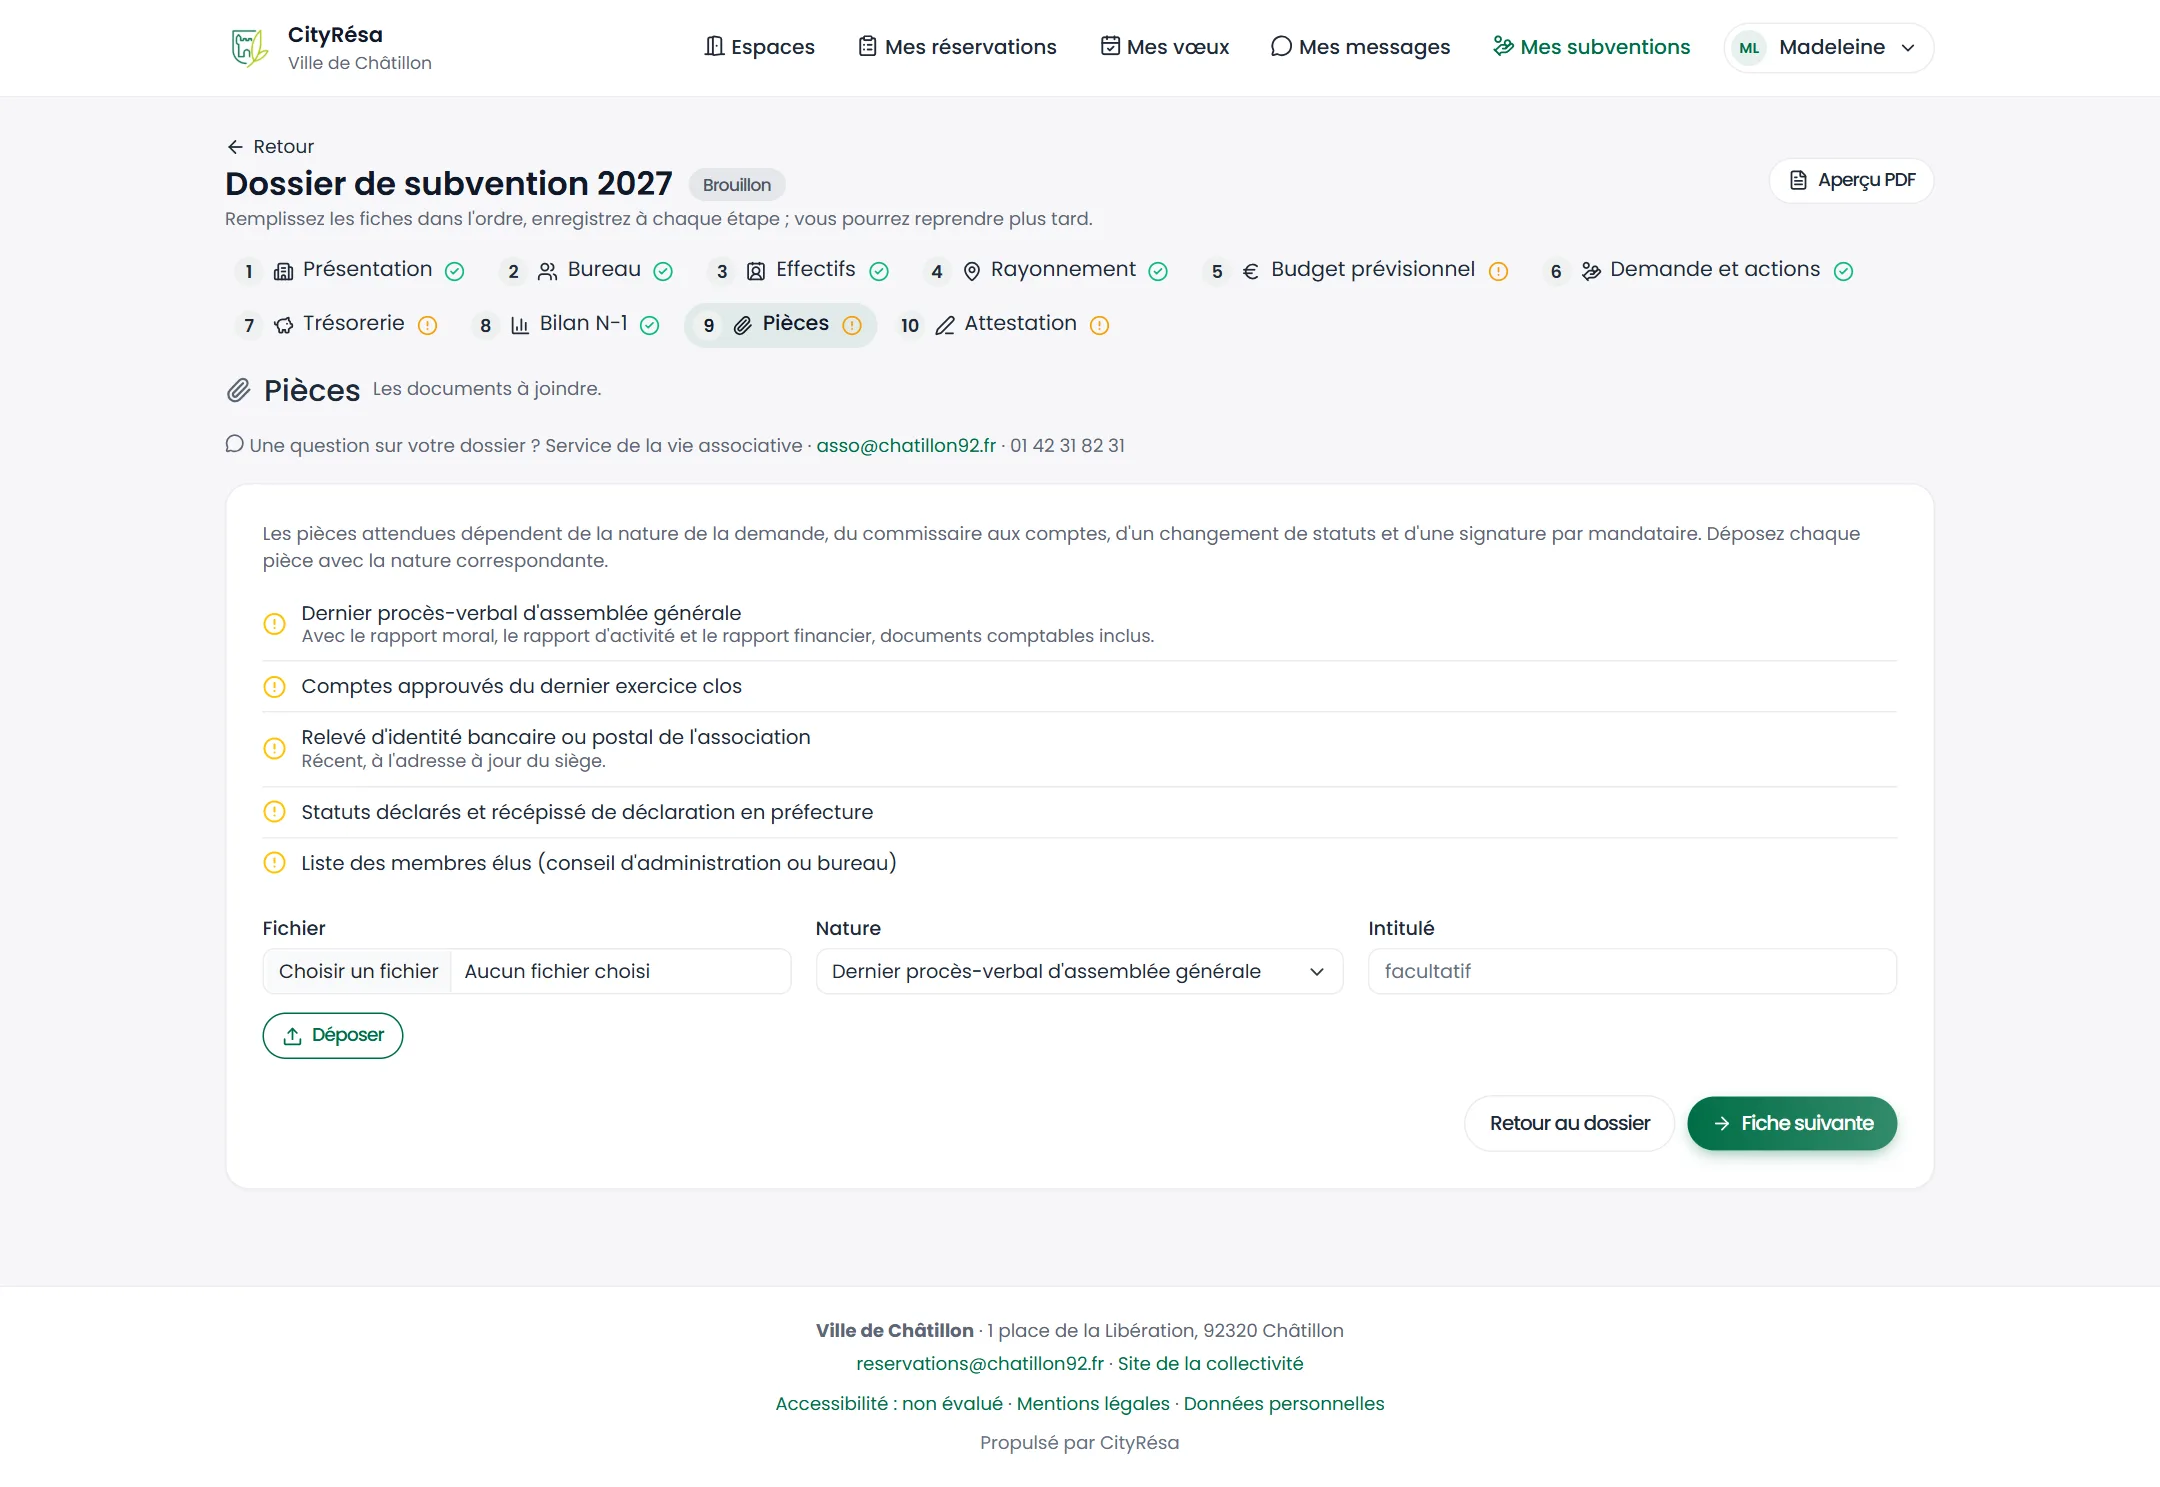 CityRésa
Ville de Châtillon
Espaces
Mes réservations
Mes vœux
Mes messages
Mes subventions
ML
Madeleine
Retour
Dossier de subvention 2027
Brouillon
Aperçu PDF
Remplissez les fiches dans l'ordre, enregistrez à chaque étape ; vous pourrez reprendre plus tard.
1 Présentation
2 Bureau
3 Effectifs
4 Rayonnement
5 Budget prévisionnel
6 Demande et actions
7 Trésorerie
8 Bilan N-1
9 Pièces
10 Attestation
Pièces Les documents à joindre.
Une question sur votre dossier ? Service de la vie associative · asso@chatillon92.fr · 01 42 31 82 31
Les pièces attendues dépendent de la nature de la demande, du commissaire aux comptes, d'un changement de statuts et d'une signature par mandataire. Déposez chaque
pièce avec la nature correspondante.
Dernier procès-verbal d'assemblée générale
Avec le rapport moral, le rapport d'activité et le rapport financier, documents comptables inclus.
Comptes approuvés du dernier exercice clos
Relevé d'identité bancaire ou postal de l'association
Récent, à l'adresse à jour du siège.
Statuts déclarés et récépissé de déclaration en préfecture
Liste des membres élus (conseil d'administration ou bureau)
Fichier
Choisir un fichier Aucun fichier choisi
Nature
Dernier procès-verbal d'assemblée générale
Intitulé
facultatif
Déposer
Retour au dossier
Fiche suivante
Ville de Châtillon · 1 place de la Libération, 92320 Châtillon
reservations@chatillon92.fr · Site de la collectivité
Accessibilité : non évalué · Mentions légales · Données personnelles
Propulsé par CityRésa